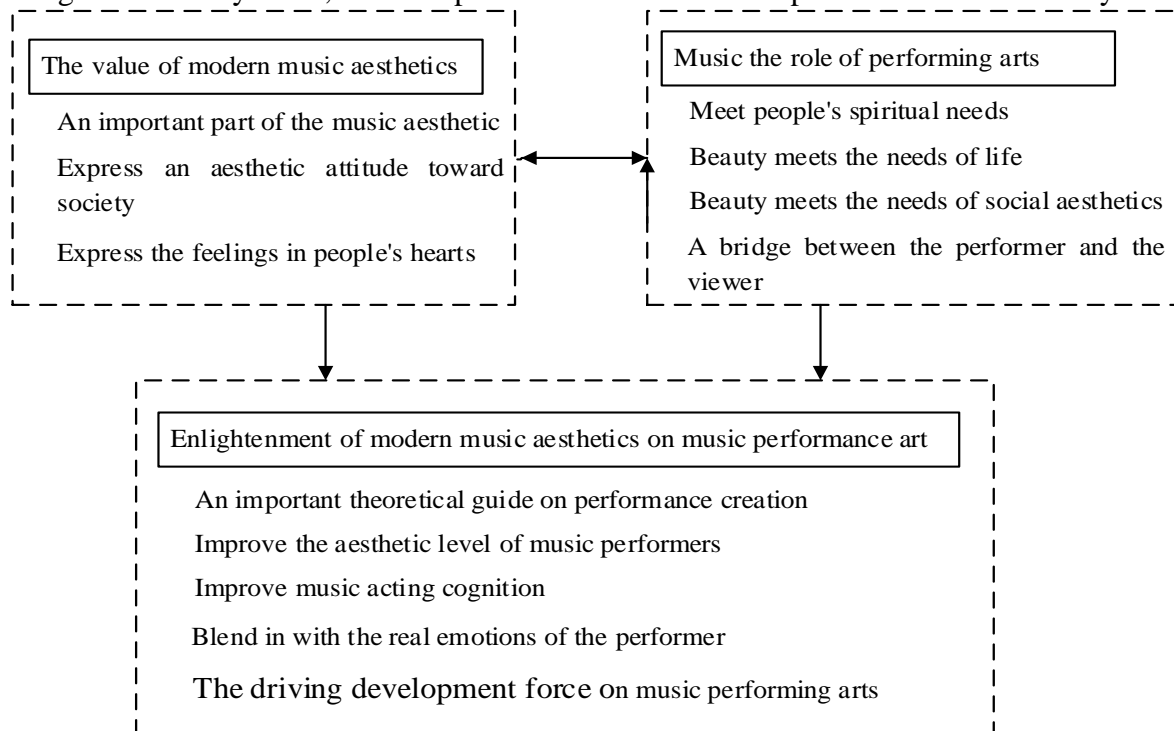 The value of modern music aesthetics
An important part of the music aesthetic
Express an aesthetic attitude toward
society
Express the feelings in people's hearts
Music the role of performing arts
Meet people's spiritual needs
Beauty meets the needs of life
Beauty meets the needs of social aesthetics
A bridge between the performer and the
viewer
Enlightenment of modern music aesthetics on music performance art
An important theoretical guide on performance creation
Improve the aesthetic level of music performers
Improve music acting cognition
Blend in with the real emotions of the performer
The driving development force on music performing arts